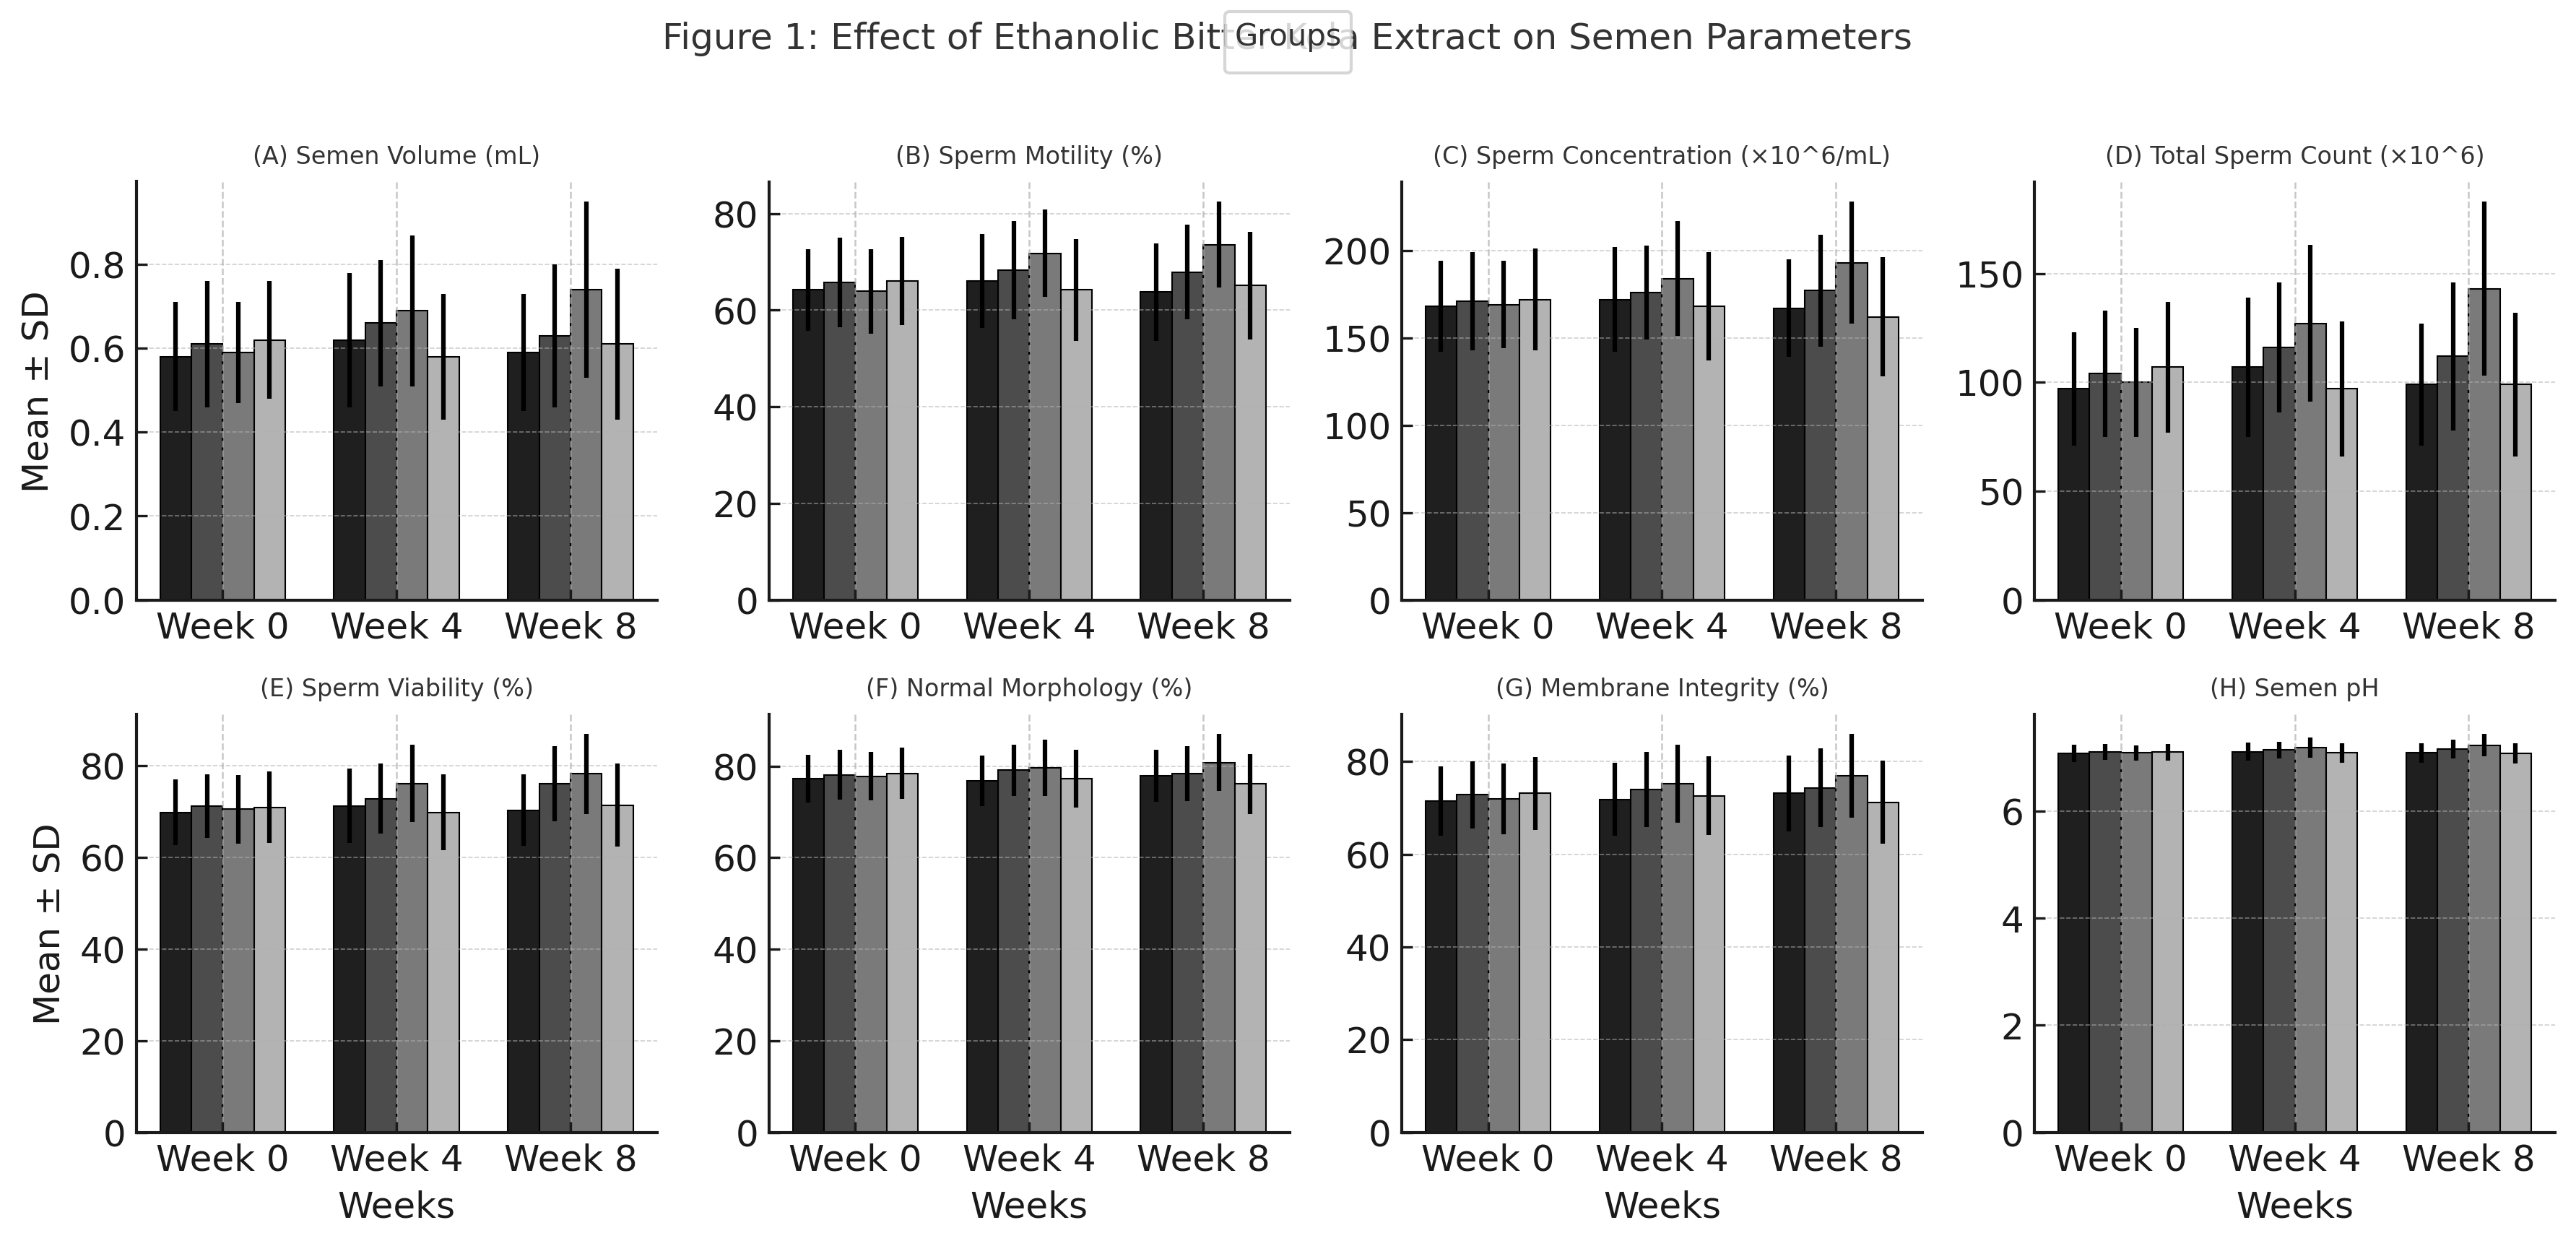 Figure 1: Effect of Ethanolic Bitter Kola Extract on Semen Parameters
Groups
(A) Semen Volume (mL)
(B) Sperm Motility (%)
(C) Sperm Concentration (×10^6/mL)
(D) Total Sperm Count (×10^6)
Mean ± SD
0.8
0.6
0.4
0.2
0.0
Week 0 Week 4 Week 8
80
60
40
20
0
Week 0 Week 4 Week 8
200
150
100
50
0
Week 0 Week 4 Week 8
150
100
50
0
Week 0 Week 4 Week 8
(E) Sperm Viability (%)
(F) Normal Morphology (%)
(G) Membrane Integrity (%)
(H) Semen pH
Mean ± SD
80
60
40
20
0
Week 0 Week 4 Week 8
Weeks
80
60
40
20
0
Week 0 Week 4 Week 8
Weeks
80
60
40
20
0
Week 0 Week 4 Week 8
Weeks
6
4
2
0
Week 0 Week 4 Week 8
Weeks